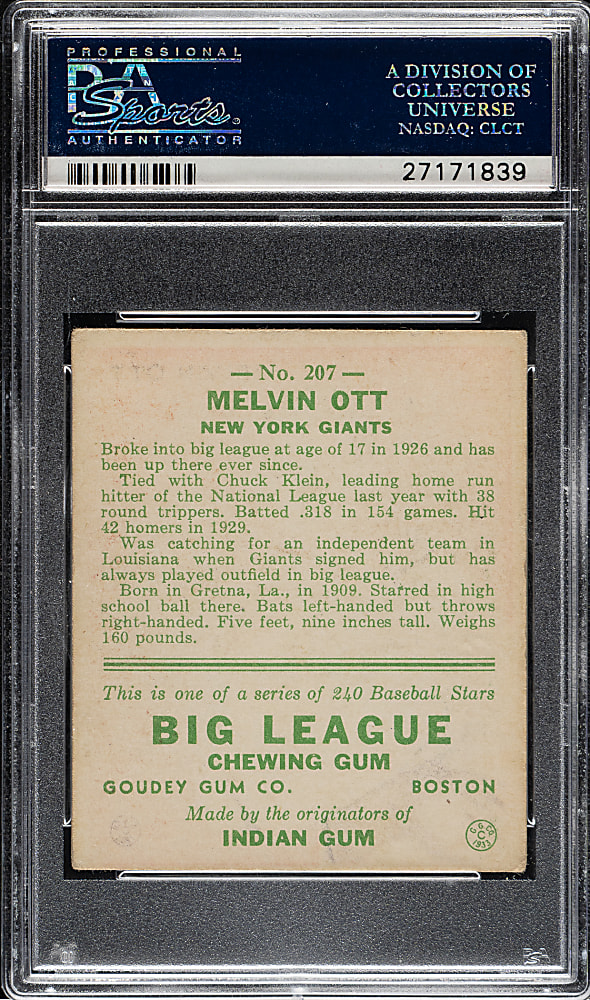 PROFESSIONAL
PSA
Sports
AUTHENTICATOR
A DIVISION OF
COLLECTORS
UNIVERSE
NASDAQ: CLCT
27171839
— No. 207 —
MELVIN OTT
NEW YORK GIANTS
Broke into big league at age of 17 in 1926 and has
been up there ever since.
Tied with Chuck Klein, leading home run
hitter of the National League last year with 38
round trippers. Batted .318 in 154 games. Hit
42 homers in 1929.
Was catching for an independent team in
Louisiana when Giants signed him, but has
always played outfield in big league.
Born in Gretna, La., in 1909. Starred in high
school ball there. Bats left-handed but throws
right-handed. Five feet, nine inches tall. Weighs
160 pounds.
This is one of a series of 240 Baseball Stars
BIG LEAGUE
CHEWING GUM
GOUDEY GUM CO. BOSTON
Made by the originators of
INDIAN GUM
G. G. CO.
C
1933